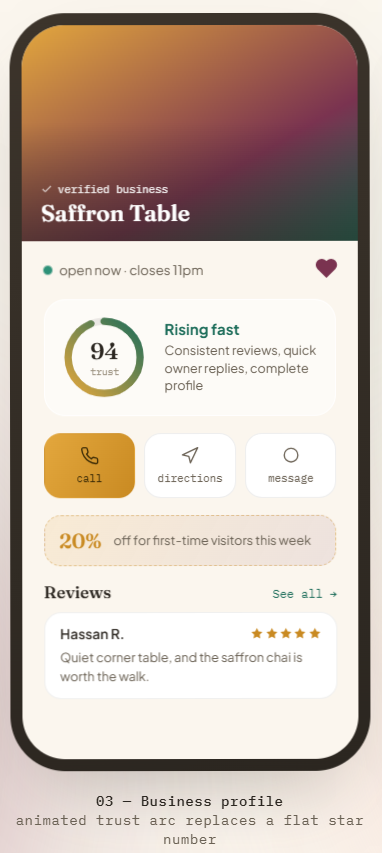 ✓ verified business
Saffron Table
open now · closes 11pm
94
trust
Rising fast
Consistent reviews, quick
owner replies, complete
profile
call
directions
message
20% off for first-time visitors this week
Reviews
See all →
Hassan R. ★★★★★
Quiet corner table, and the saffron chai is
worth the walk.
03 — Business profile
animated trust arc replaces a flat star
number